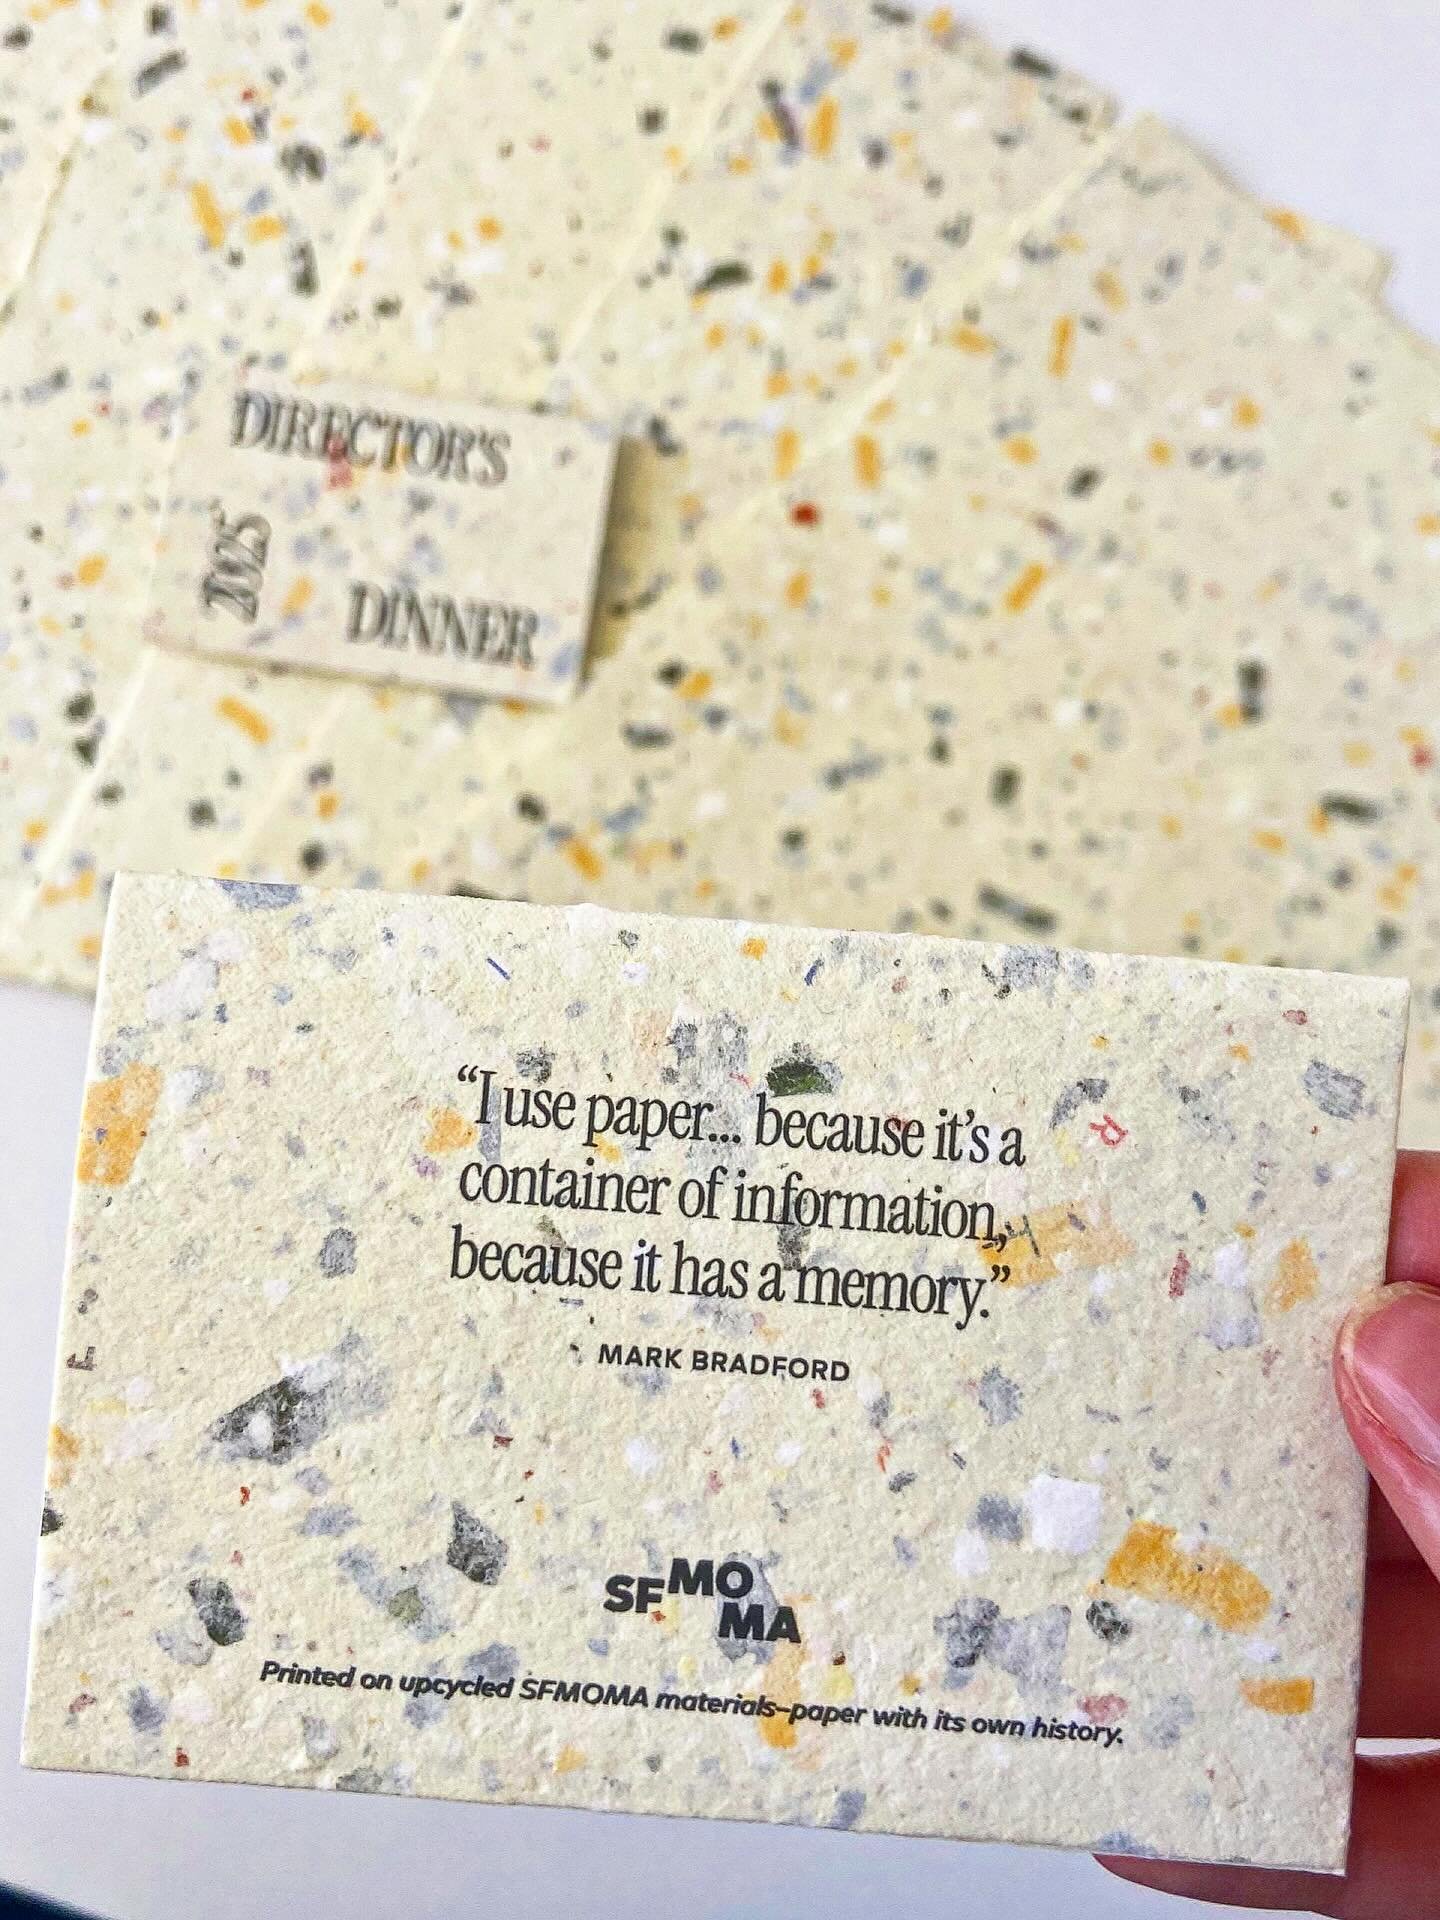 DIRECTOR'S
2025
DINNER
“I use paper... because it’s a
container of information,
because it has a memory.”
MARK BRADFORD
SFMOMA
Printed on upcycled SFMOMA materials–paper with its own history.